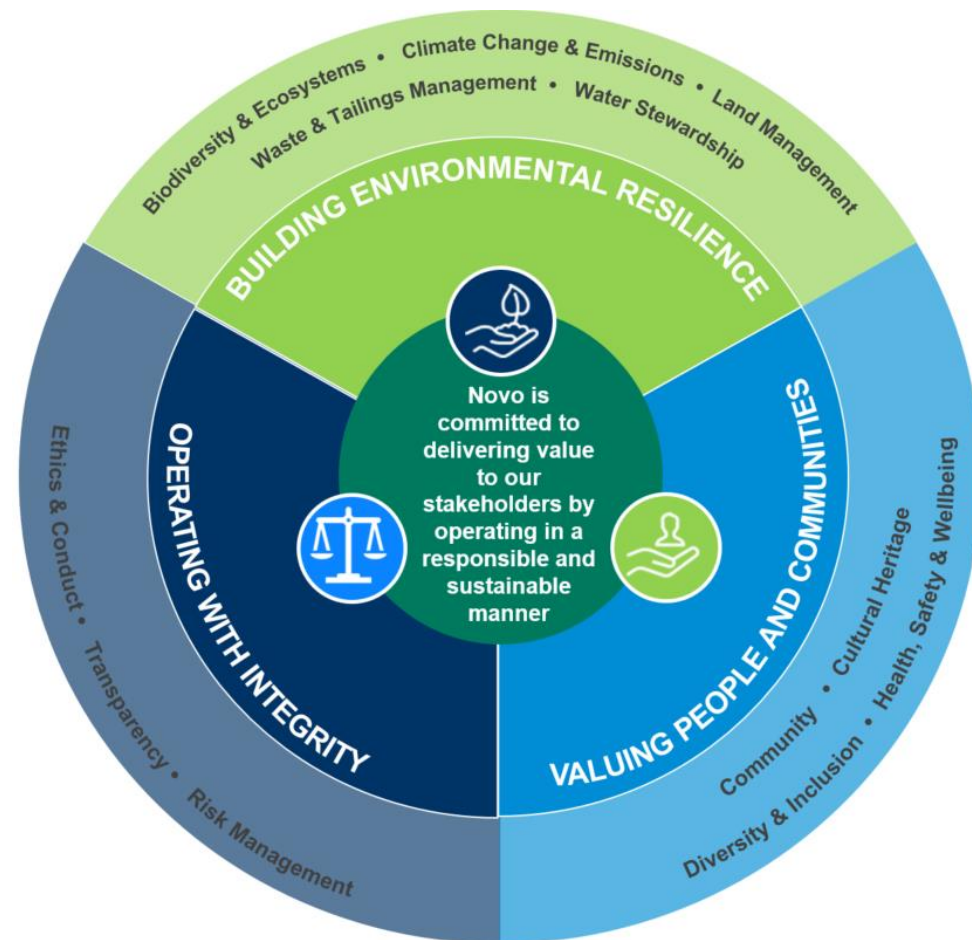 Biodiversity & Ecosystems • Climate Change & Emissions • Land Management
Waste & Tailings Management • Water Stewardship
BUILDING ENVIRONMENTAL RESILIENCE
Novo is
committed to
delivering value
to our
stakeholders by
operating in a
responsible and
sustainable
manner
OPERATING WITH INTEGRITY
Ethics & Conduct • Transparency • Risk Management
VALUING PEOPLE AND COMMUNITIES
Community • Cultural Heritage
Diversity & Inclusion • Health, Safety & Wellbeing